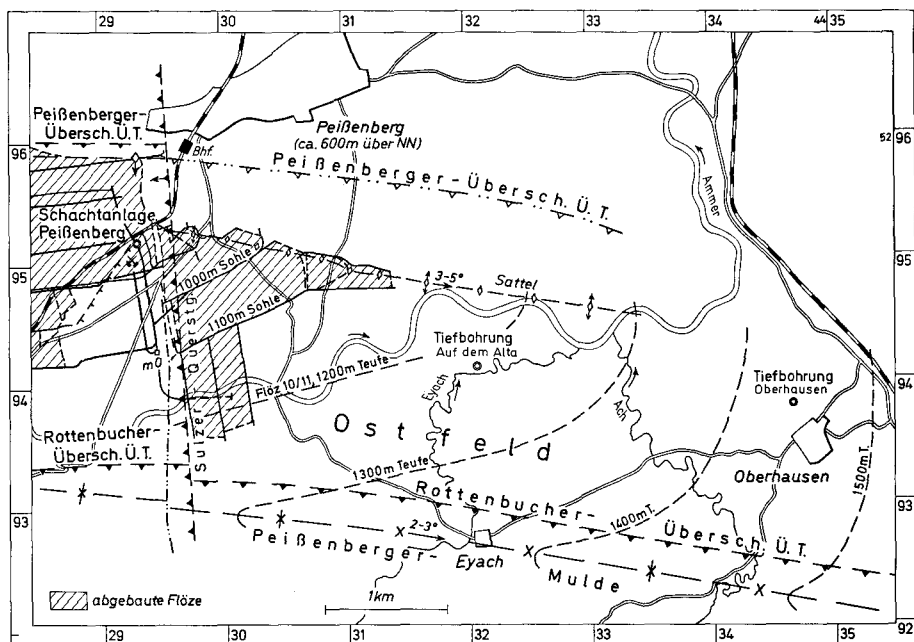 29
30
31
32
33
34
44 35
96
95
94
93
52
96
95
94
93
92
Peißenberger-
Übersch. Ü.T.
Bhf.
Peißenberg
(ca. 600m über NN)
Peißenberger-Übersch. Ü.T.
Ammer
Schachtanlage
Peißenberg
1000m Sohle
1100m Sohle
3-5°
Sattel
Tiefbohrung
Auf dem Alta
Tiefbohrung
Oberhausen
Flöz 10/11, 1200m Teufe
Eyach
Ach
Sulzer Querstg.
Ostfeld
Rottenbucher-
Übersch. Ü.T.
1300m Teufe
Oberhausen
1500m T.
Rottenbucher-
Übersch. Ü.T.
1400m T.
2-3°
Peißenberger-
Mulde
Eyach
abgebaute Flöze
1km
29
30
31
32
33
34
35